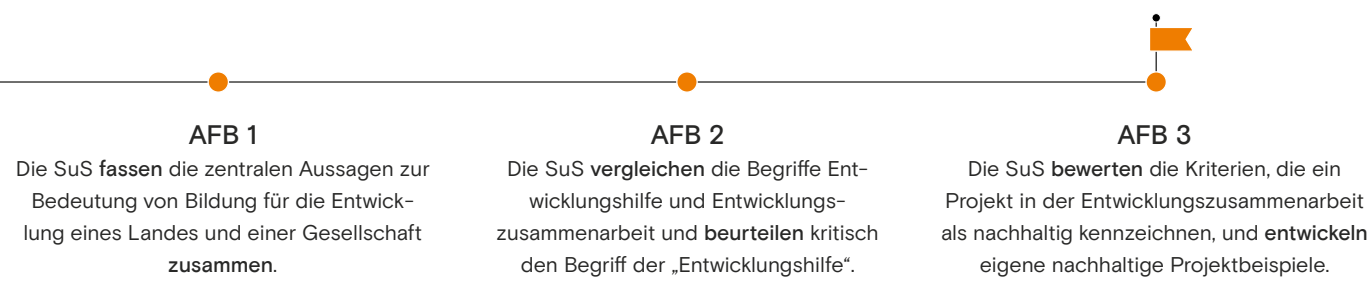 AFB 1
Die SuS fassen die zentralen Aussagen zur
Bedeutung von Bildung für die Entwick-
lung eines Landes und einer Gesellschaft
zusammen.
AFB 2
Die SuS vergleichen die Begriffe Ent-
wicklungshilfe und Entwicklungs-
zusammenarbeit und beurteilen kritisch
den Begriff der „Entwicklungshilfe“.
AFB 3
Die SuS bewerten die Kriterien, die ein
Projekt in der Entwicklungszusammenarbeit
als nachhaltig kennzeichnen, und entwickeln
eigene nachhaltige Projektbeispiele.